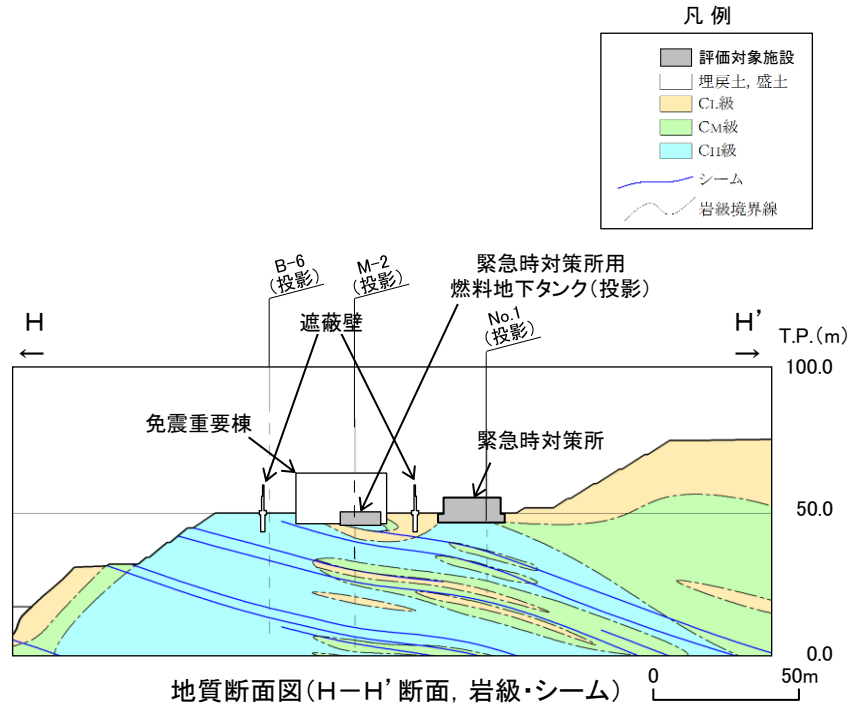 凡 例
評価対象施設
埋戻土, 盛土
CL級
CM級
CH級
シーム
岩級境界線
B-6
(投影)
M-2
(投影)
緊急時対策所用
燃料地下タンク(投影)
No.1
(投影)
遮蔽壁
H
←
H'
→
T.P.(m)
100.0
免震重要棟
緊急時対策所
50.0
0.0
地質断面図(H-H'断面, 岩級・シーム)
0
50m